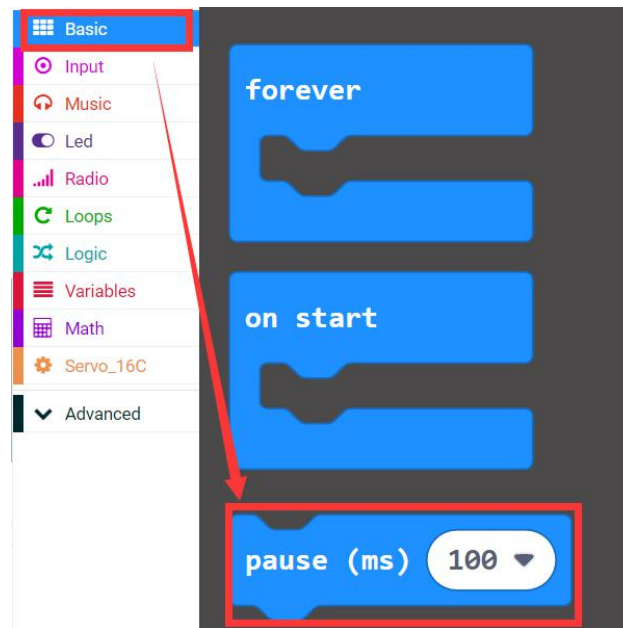 Basic
Input
Music
Led
Radio
Loops
Logic
Variables
Math
Servo_16C
Advanced
forever
on start
pause (ms) 100